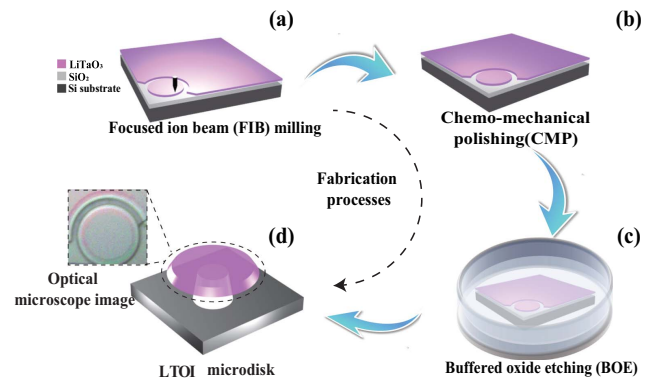 (a)
(b)
LiTaO₃
SiO₂
Si substrate
Focused ion beam (FIB) milling
Chemo-mechanical
polishing(CMP)
Fabrication
processes
(d)
(c)
Optical
microscope image
LTOI microdisk
Buffered oxide etching (BOE)